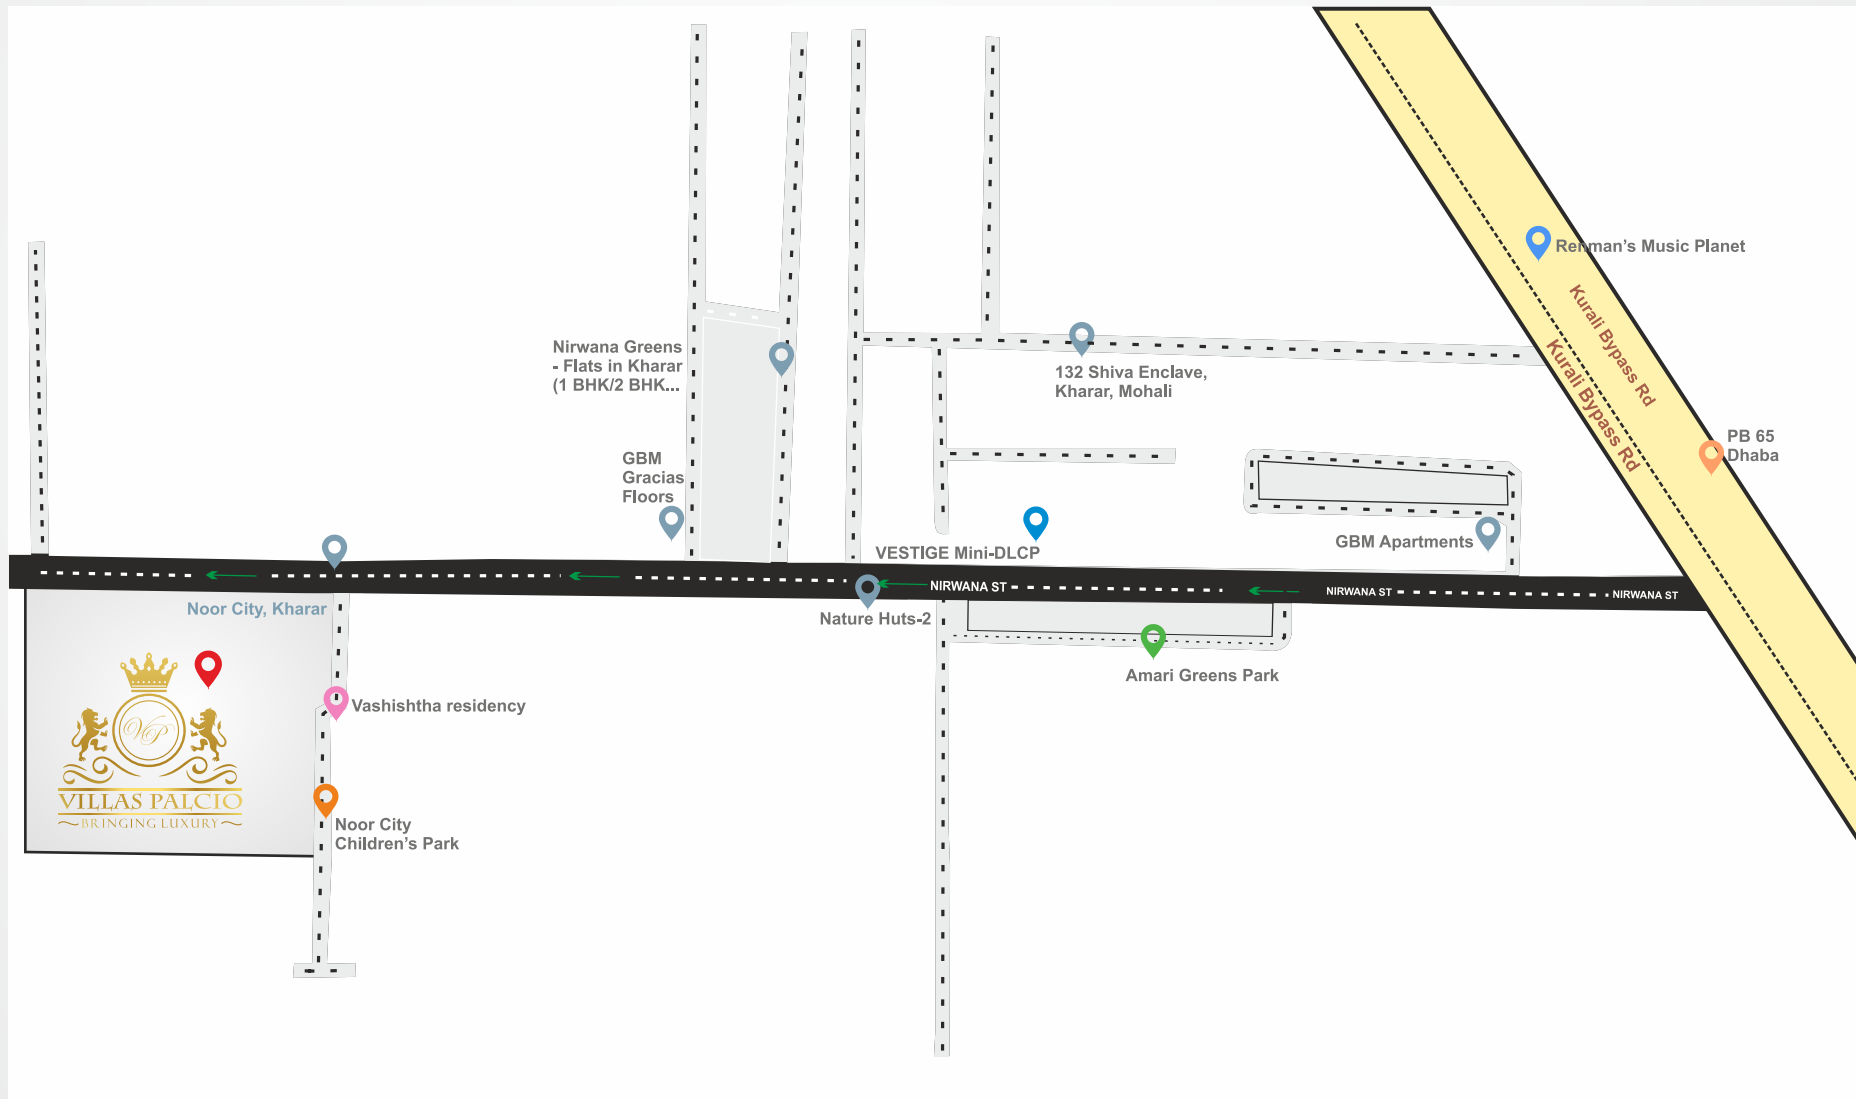 Renman's Music Planet
Kurali Bypass Rd
Kurali Bypass Rd
Nirwana Greens
- Flats in Kharar
(1 BHK/2 BHK...
132 Shiva Enclave,
Kharar, Mohali
PB 65
Dhaba
GBM
Gracias
Floors
GBM Apartments
VESTIGE Mini-DLCP
NIRWANA ST
NIRWANA ST
NIRWANA ST
Noor City, Kharar
Nature Huts-2
Amari Greens Park
Vashishtha residency
VP
VILLAS PALCIO
~BRINGING LUXURY~
Noor City
Children's Park